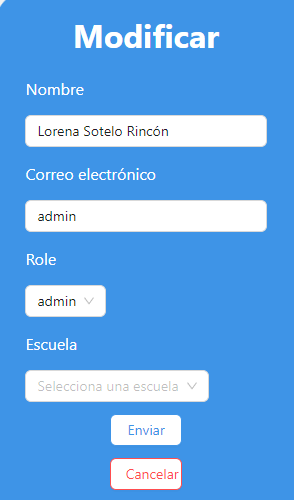 Modificar
Nombre
Lorena Sotelo Rincón
Correo electrónico
admin
Role
admin
Escuela
Selecciona una escuela
Enviar
Cancelar